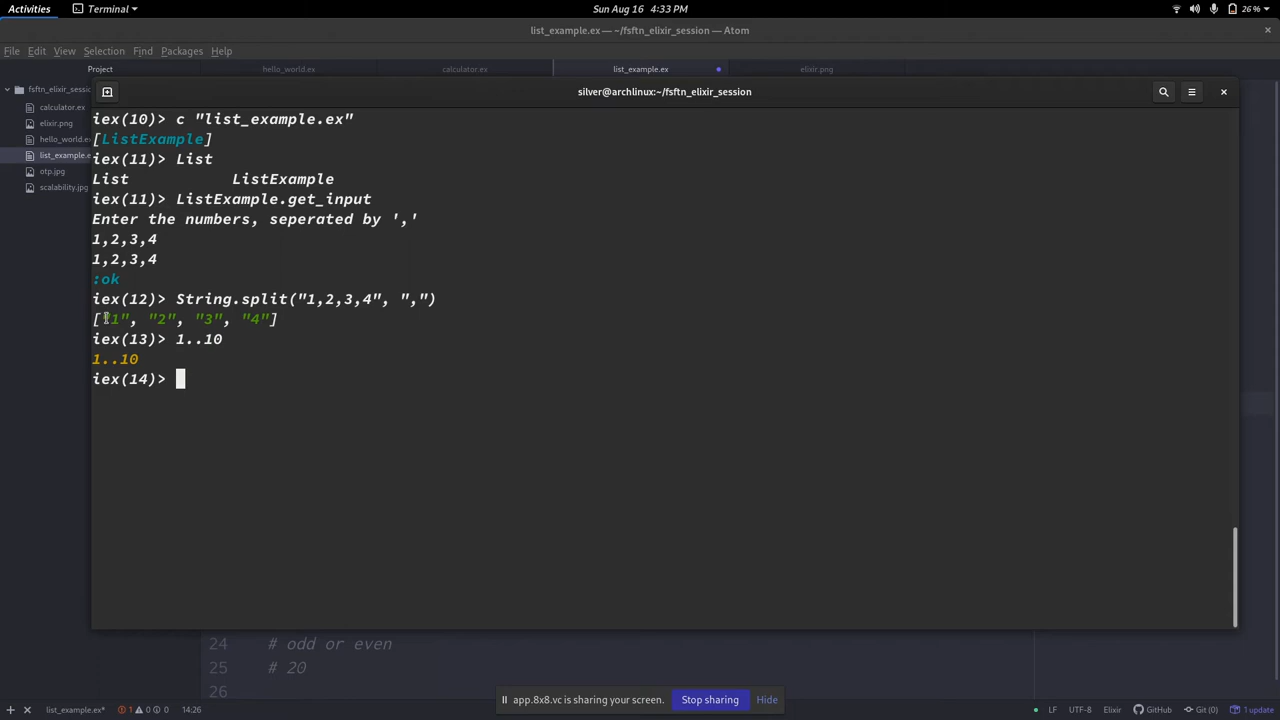 Activities Terminal Sun Aug 16 4:33 PM 26 %
list_example.ex — ~/fsftn_elixir_session — Atom
File Edit View Selection Find Packages Help
Project hello_world.ex calculator.ex list_example.ex elixir.png
silver@archlinux:~/fsftn_elixir_session
fsftn_elixir_sessio
calculator.ex
elixir.png
hello_world.ex
list_example.e
otp.jpg
scalability.jpg
iex(10)> c "list_example.ex"
[ListExample]
iex(11)> List
List ListExample
iex(11)> ListExample.get_input
Enter the numbers, seperated by ','
1,2,3,4
1,2,3,4
:ok
iex(12)> String.split("1,2,3,4", ",")
["1", "2", "3", "4"]
iex(13)> 1..10
1..10
iex(14)>
24 # odd or even
25 # 20
26
app.8x8.vc is sharing your screen. Stop sharing Hide
list_example.ex* 1 0 0 14:26 LF UTF-8 Elixir GitHub Git (0) 1 update